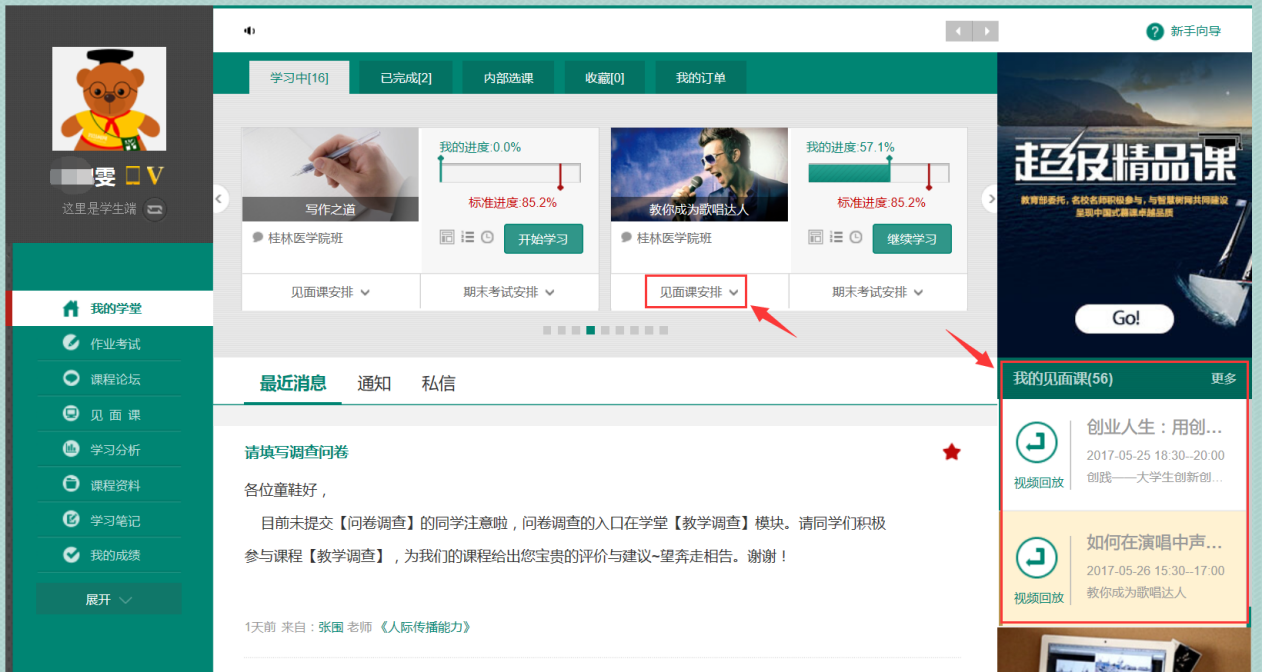 雯 V
这里是学生端
我的学堂
作业考试
课程论坛
见 面 课
学习分析
课程资料
学习笔记
我的成绩
展开
? 新手向导
学习中[16]
已完成[2]
内部选课
收藏[0]
我的订单
写作之道
我的进度:0.0%
标准进度:85.2%
桂林医学院班
开始学习
见面课安排
期末考试安排
教你成为歌唱达人
我的进度:57.1%
标准进度:85.2%
桂林医学院班
继续学习
见面课安排
期末考试安排
最近消息
通知
私信
请填写调查问卷
各位童鞋好，
目前未提交【问卷调查】的同学注意啦，问卷调查的入口在学堂【教学调查】模块。请同学们积极
参与课程【教学调查】，为我们的课程给出您宝贵的评价与建议~望奔走相告。谢谢！
1天前 来自：张国 老师《人际传播能力》
超级精品课
教育部委托，名校名师积极参与，与智慧树网共同建设
呈现中国式慕课卓越品质
Go!
我的见面课(56)
更多
创业人生：用创...
2017-05-25 18:30--20:00
创践——大学生创新创...
视频回放
如何在演唱中声...
2017-05-26 15:30--17:00
教你成为歌唱达人
视频回放